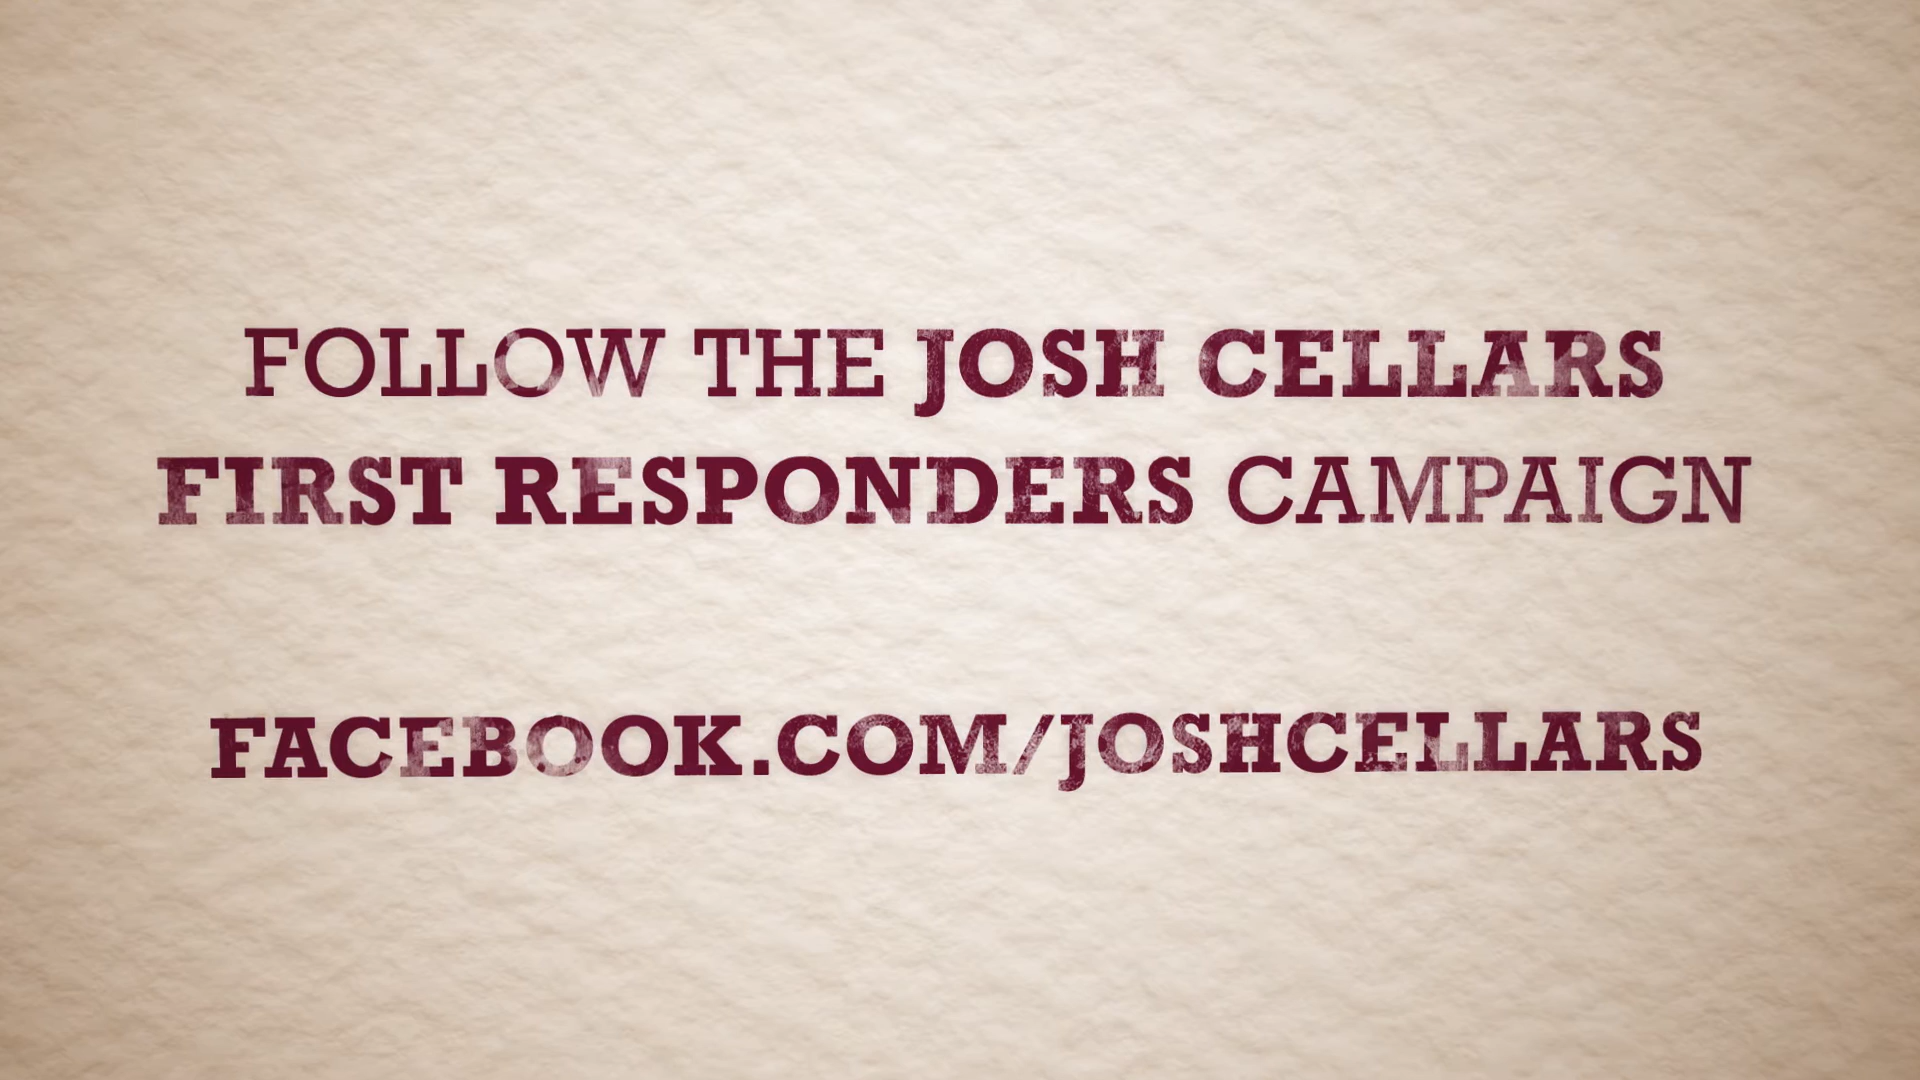 FOLLOW THE JOSH CELLARS
FIRST RESPONDERS CAMPAIGN
FACEBOOK.COM/JOSHCELLARS